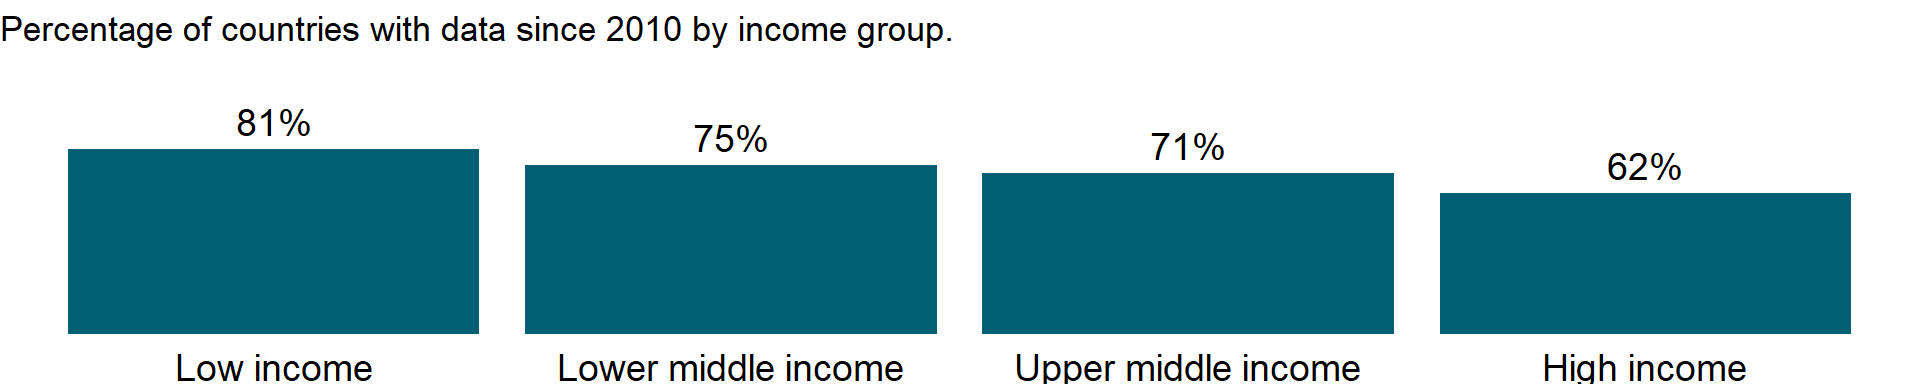 Percentage of countries with data since 2010 by income group.
81%
75%
71%
62%
Low income
Lower middle income
Upper middle income
High income